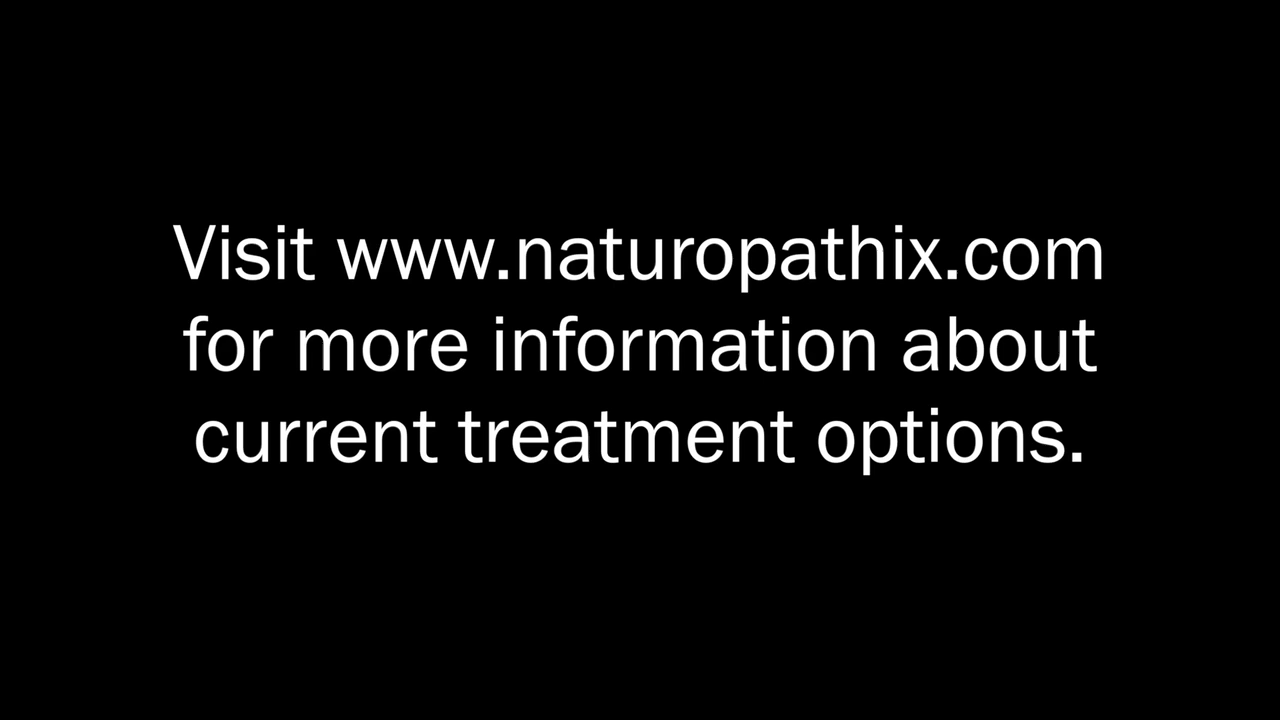 Visit www.naturopathix.com
for more information about
current treatment options.